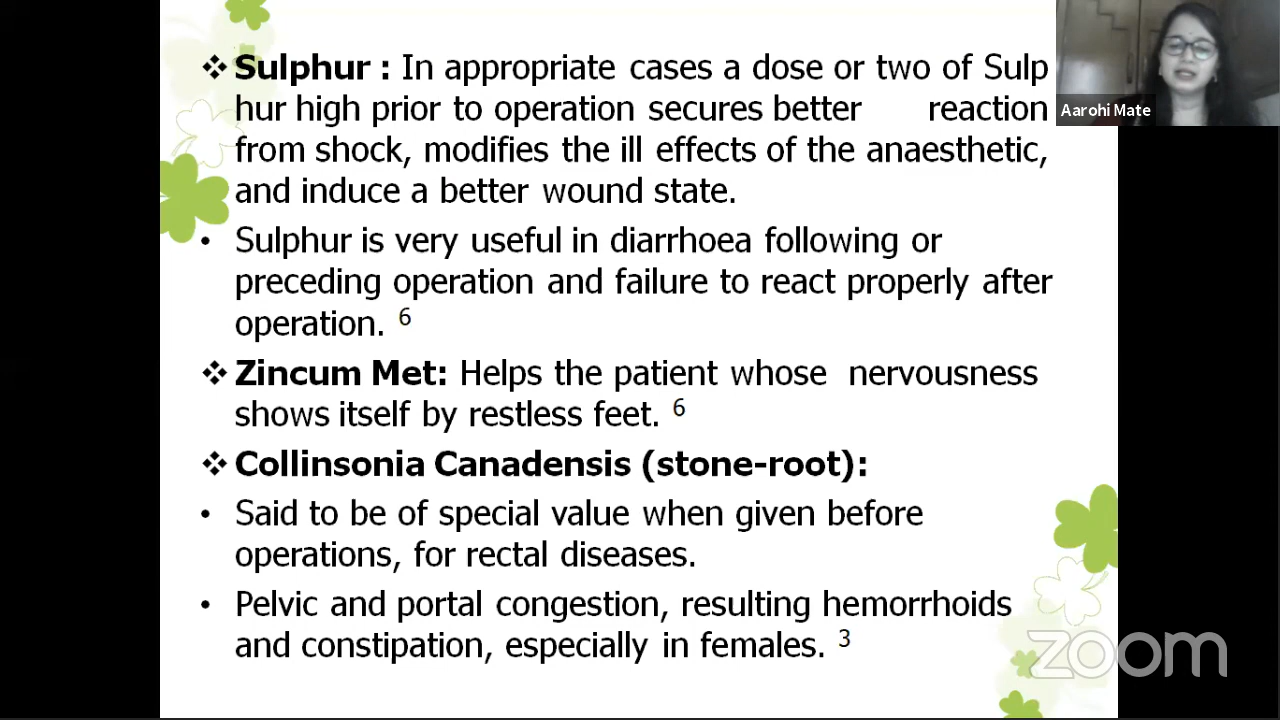 ❖ Sulphur : In appropriate cases a dose or two of Sulp
hur high prior to operation secures better reaction
from shock, modifies the ill effects of the anaesthetic,
and induce a better wound state.
• Sulphur is very useful in diarrhoea following or
preceding operation and failure to react properly after
operation. 6
❖ Zincum Met: Helps the patient whose nervousness
shows itself by restless feet. 6
❖ Collinsonia Canadensis (stone-root):
• Said to be of special value when given before
operations, for rectal diseases.
• Pelvic and portal congestion, resulting hemorrhoids
and constipation, especially in females. 3
Aarohi Mate
zoom